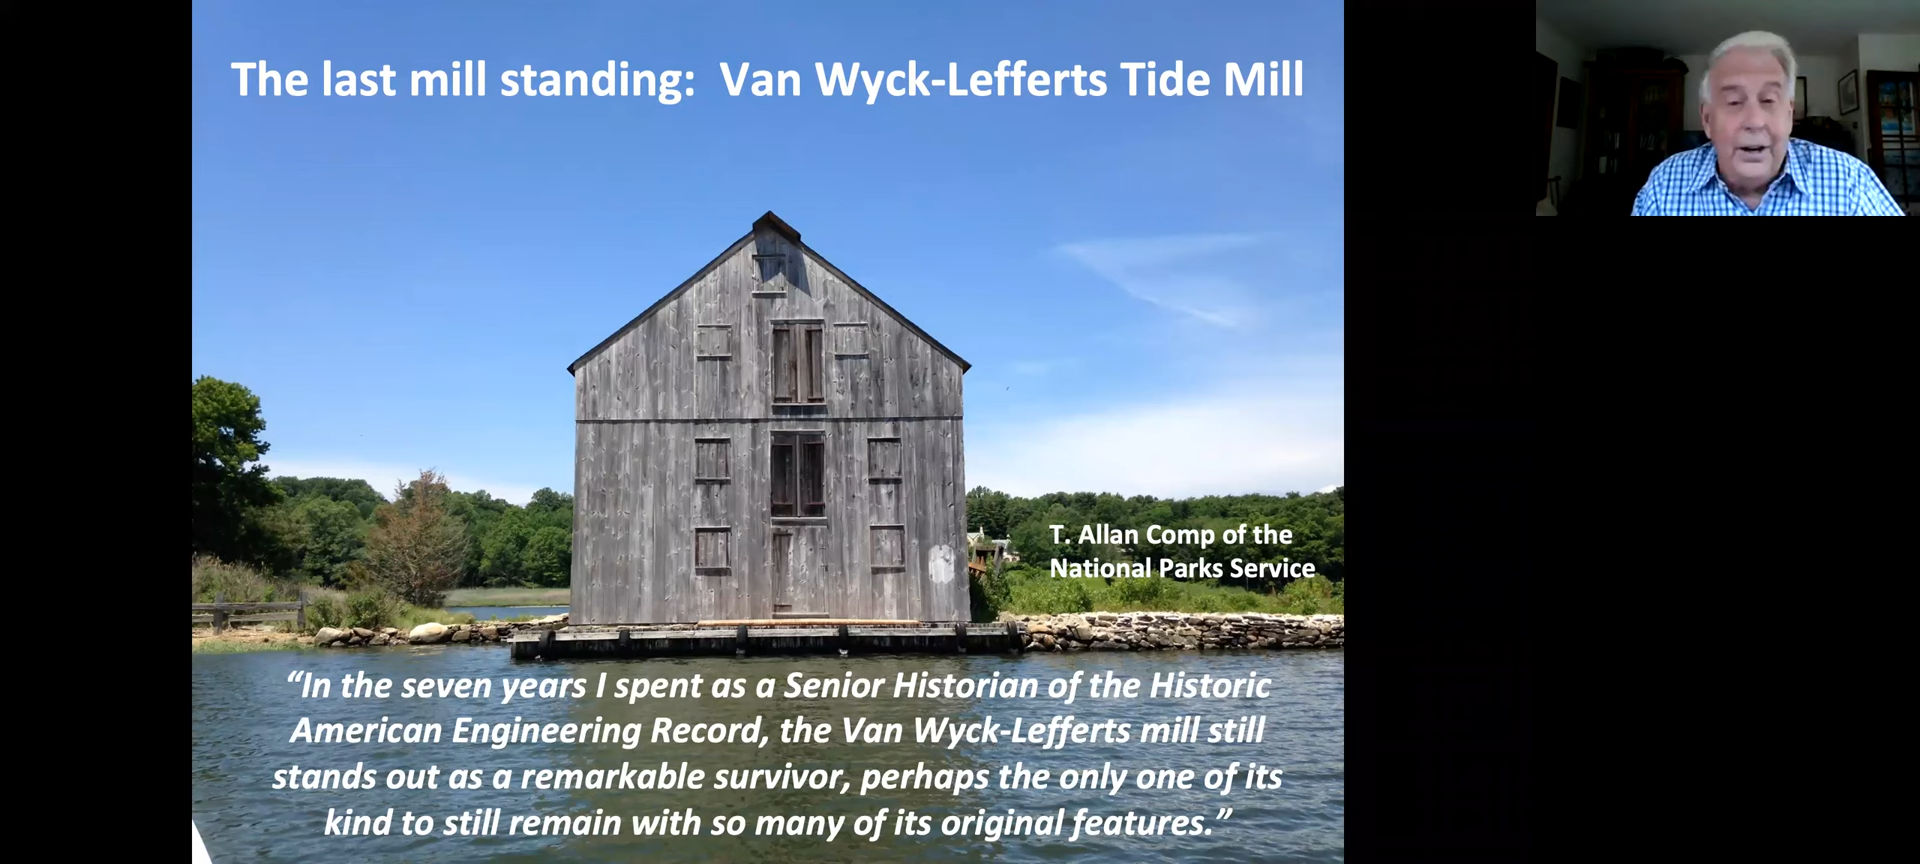 The last mill standing:  Van Wyck-Lefferts Tide Mill
T. Allan Comp of the
National Parks Service
“In the seven years I spent as a Senior Historian of the Historic
American Engineering Record, the Van Wyck-Lefferts mill still
stands out as a remarkable survivor, perhaps the only one of its
kind to still remain with so many of its original features.”